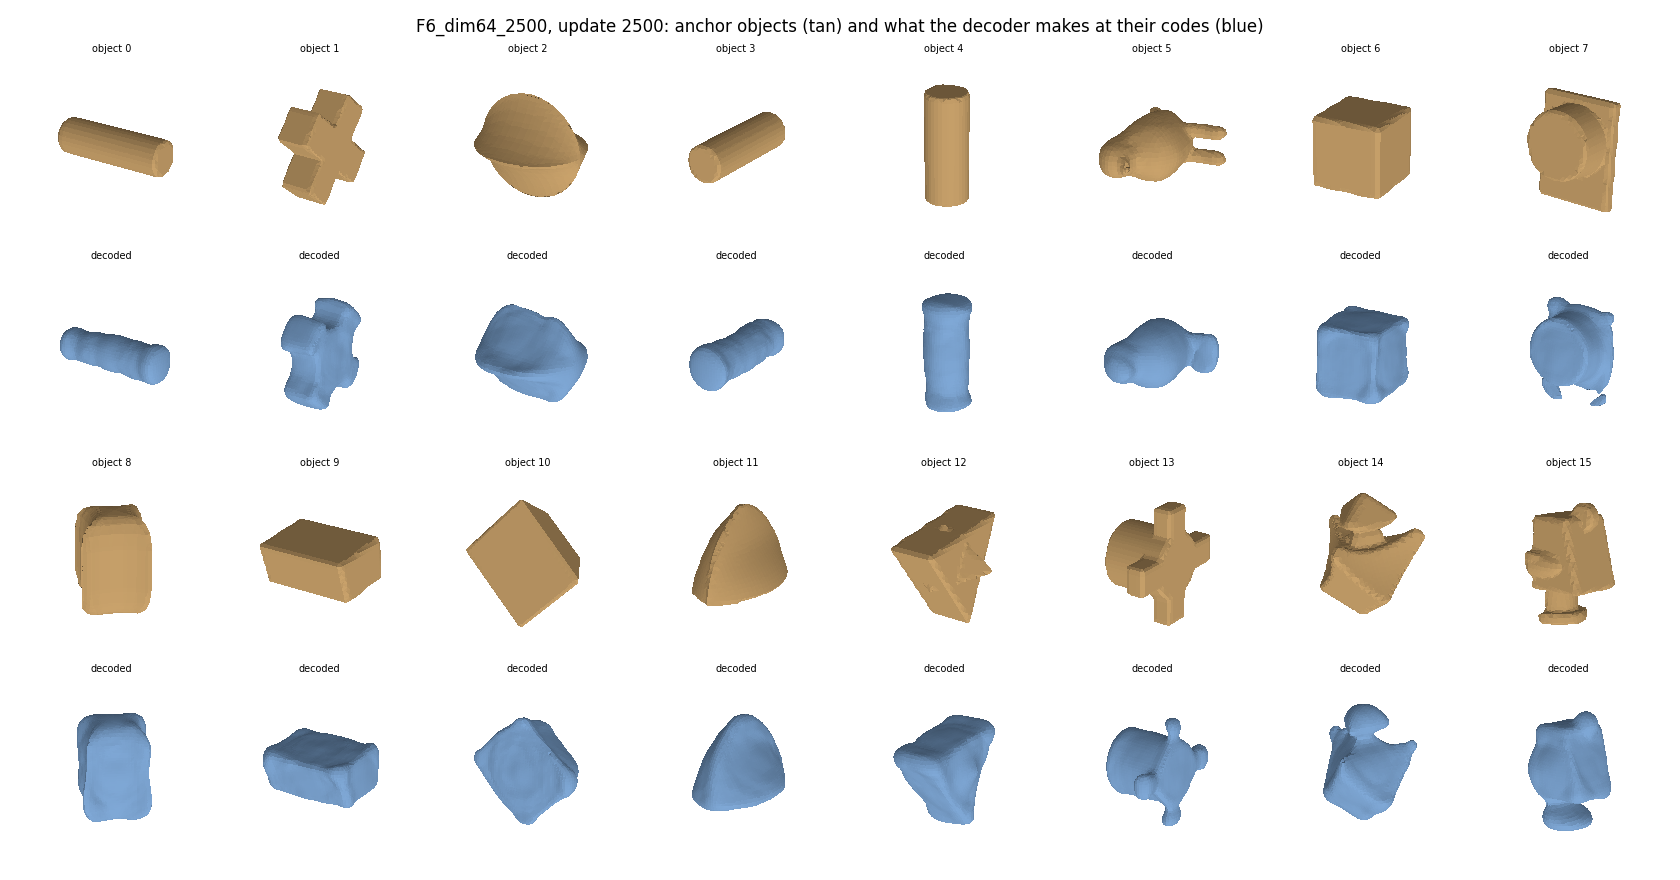 F6_dim64_2500, update 2500: anchor objects (tan) and what the decoder makes at their codes (blue)
object 0 object 1 object 2 object 3 object 4 object 5 object 6 object 7
decoded decoded decoded decoded decoded decoded decoded decoded
object 8 object 9 object 10 object 11 object 12 object 13 object 14 object 15
decoded decoded decoded decoded decoded decoded decoded decoded